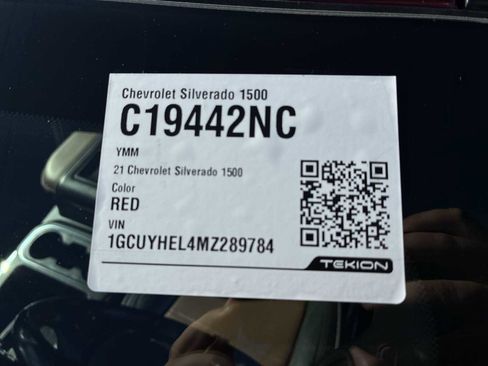 Chevrolet Silverado 1500
C19442NC
YMM
21 Chevrolet Silverado 1500
Color
RED
VIN
1GCUYHEL4MZ289784
TEKION